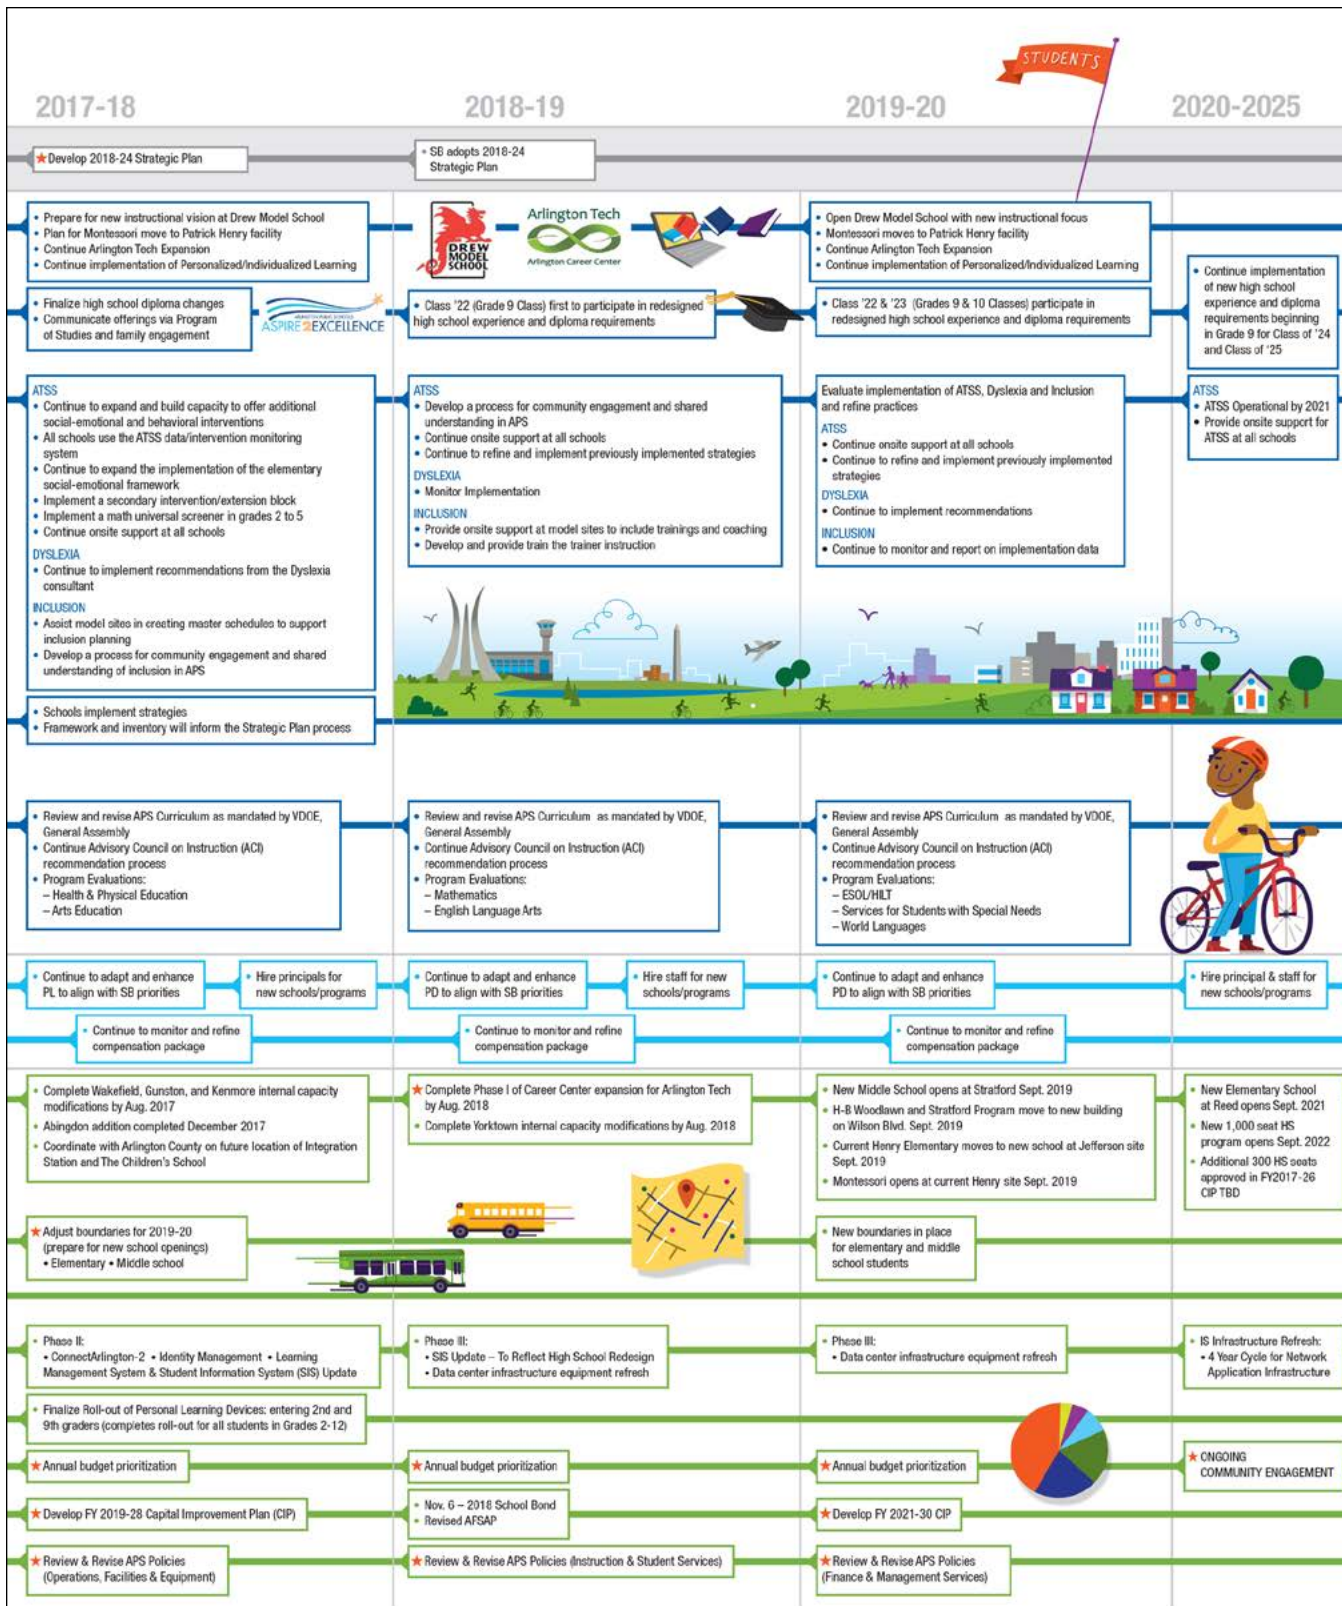 STUDENTS
2017-18
2018-19
2019-20
2020-2025
★ Develop 2018-24 Strategic Plan
• SB adopts 2018-24
Strategic Plan
• Prepare for new instructional vision at Drew Model School
• Plan for Montessori move to Patrick Henry facility
• Continue Arlington Tech Expansion
• Continue implementation of Personalized/Individualized Learning
DREW
MODEL
SCHOOL
Arlington Tech
Arlington Career Center
• Open Drew Model School with new instructional focus
• Montessori moves to Patrick Henry facility
• Continue Arlington Tech Expansion
• Continue implementation of Personalized/Individualized Learning
• Finalize high school diploma changes
• Communicate offerings via Program
of Studies and family engagement
ASPIRE2EXCELLENCE
• Class '22 (Grade 9 Class) first to participate in redesigned
high school experience and diploma requirements
• Class '22 & '23 (Grades 9 & 10 Classes) participate in
redesigned high school experience and diploma requirements
• Continue implementation
of new high school
experience and diploma
requirements beginning
in Grade 9 for Class of '24
and Class of '25
ATSS
• Continue to expand and build capacity to offer additional
social-emotional and behavioral interventions
• All schools use the ATSS data/intervention monitoring
system
• Continue to expand the implementation of the elementary
social-emotional framework
• Implement a secondary intervention/extension block
• Implement a math universal screener in grades 2 to 5
• Continue onsite support at all schools
DYSLEXIA
• Continue to implement recommendations from the Dyslexia
consultant
INCLUSION
• Assist model sites in creating master schedules to support
inclusion planning
• Develop a process for community engagement and shared
understanding of inclusion in APS
ATSS
• Develop a process for community engagement and shared
understanding in APS
• Continue onsite support at all schools
• Continue to refine and implement previously implemented strategies
DYSLEXIA
• Monitor Implementation
INCLUSION
• Provide onsite support at model sites to include trainings and coaching
• Develop and provide train the trainer instruction
Evaluate implementation of ATSS, Dyslexia and Inclusion
and refine practices
ATSS
• Continue onsite support at all schools
• Continue to refine and implement previously implemented
strategies
DYSLEXIA
• Continue to implement recommendations
INCLUSION
• Continue to monitor and report on implementation data
ATSS
• ATSS Operational by 2021
• Provide onsite support for
ATSS at all schools
• Schools implement strategies
• Framework and inventory will inform the Strategic Plan process
• Review and revise APS Curriculum as mandated by VDOE,
General Assembly
• Continue Advisory Council on Instruction (ACI)
recommendation process
• Program Evaluations:
– Health & Physical Education
– Arts Education
• Review and revise APS Curriculum as mandated by VDOE,
General Assembly
• Continue Advisory Council on Instruction (ACI)
recommendation process
• Program Evaluations:
– Mathematics
– English Language Arts
• Review and revise APS Curriculum as mandated by VDOE,
General Assembly
• Continue Advisory Council on Instruction (ACI)
recommendation process
• Program Evaluations:
– ESOL/HILT
– Services for Students with Special Needs
– World Languages
• Continue to adapt and enhance
PL to align with SB priorities
• Hire principals for
new schools/programs
• Continue to adapt and enhance
PD to align with SB priorities
• Hire staff for new
schools/programs
• Continue to adapt and enhance
PD to align with SB priorities
• Hire principal & staff for
new schools/programs
• Continue to monitor and refine
compensation package
• Continue to monitor and refine
compensation package
• Continue to monitor and refine
compensation package
• Complete Wakefield, Gunston, and Kenmore internal capacity
modifications by Aug. 2017
• Abingdon addition completed December 2017
• Coordinate with Arlington County on future location of Integration
Station and The Children's School
★ Complete Phase I of Career Center expansion for Arlington Tech
by Aug. 2018
• Complete Yorktown internal capacity modifications by Aug. 2018
• New Middle School opens at Stratford Sept. 2019
• H-B Woodlawn and Stratford Program move to new building
on Wilson Blvd. Sept. 2019
• Current Henry Elementary moves to new school at Jefferson site
Sept. 2019
• Montessori opens at current Henry site Sept. 2019
• New Elementary School
at Reed opens Sept. 2021
• New 1,000 seat HS
program opens Sept. 2022
• Additional 300 HS seats
approved in FY2017-26
CIP TBD
★ Adjust boundaries for 2019-20
(prepare for new school openings)
• Elementary • Middle school
• New boundaries in place
for elementary and middle
school students
• Phase II:
• ConnectArlington-2 • Identity Management • Learning
Management System & Student Information System (SIS) Update
• Phase III:
• SIS Update – To Reflect High School Redesign
• Data center infrastructure equipment refresh
• Phase III:
• Data center infrastructure equipment refresh
• IS Infrastructure Refresh:
• 4 Year Cycle for Network
Application Infrastructure
• Finalize Roll-out of Personal Learning Devices: entering 2nd and
9th graders (completes roll-out for all students in Grades 2-12)
★ Annual budget prioritization
★ Annual budget prioritization
★ Annual budget prioritization
★ ONGOING
COMMUNITY ENGAGEMENT
★ Develop FY 2019-28 Capital Improvement Plan (CIP)
• Nov. 6 – 2018 School Bond
• Revised AFSAP
★ Develop FY 2021-30 CIP
★ Review & Revise APS Policies
(Operations, Facilities & Equipment)
★ Review & Revise APS Policies (Instruction & Student Services)
★ Review & Revise APS Policies
(Finance & Management Services)